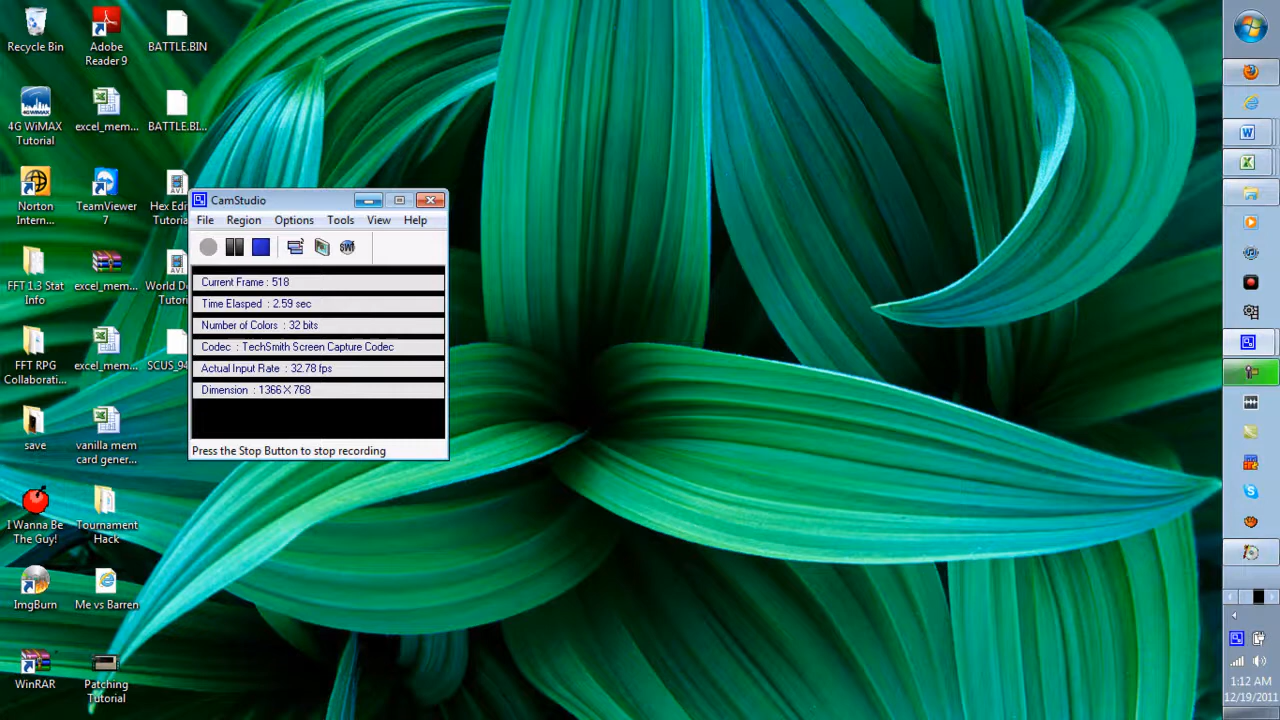 Recycle Bin
Adobe
Reader 9
BATTLE.BIN
4G WiMAX
Tutorial
excel_mem...
BATTLE.BI...
Norton
Intern...
TeamViewer
7
Hex Edi
Tutoria
FFT 1.3 Stat
Info
excel_mem...
World De
Tutor
FFT RPG
Collaborati...
excel_mem...
SCUS_94
save
vanilla mem
card gener...
I Wanna Be
The Guy!
Tournament
Hack
ImgBurn
Me vs Barren
WinRAR
Patching
Tutorial
CamStudio
File Region Options Tools View Help
SWF
Current Frame : 518
Time Elasped : 2.59 sec
Number of Colors : 32 bits
Codec : TechSmith Screen Capture Codec
Actual Input Rate : 32.78 fps
Dimension : 1366 X 768
Press the Stop Button to stop recording
1:12 AM
12/19/2011